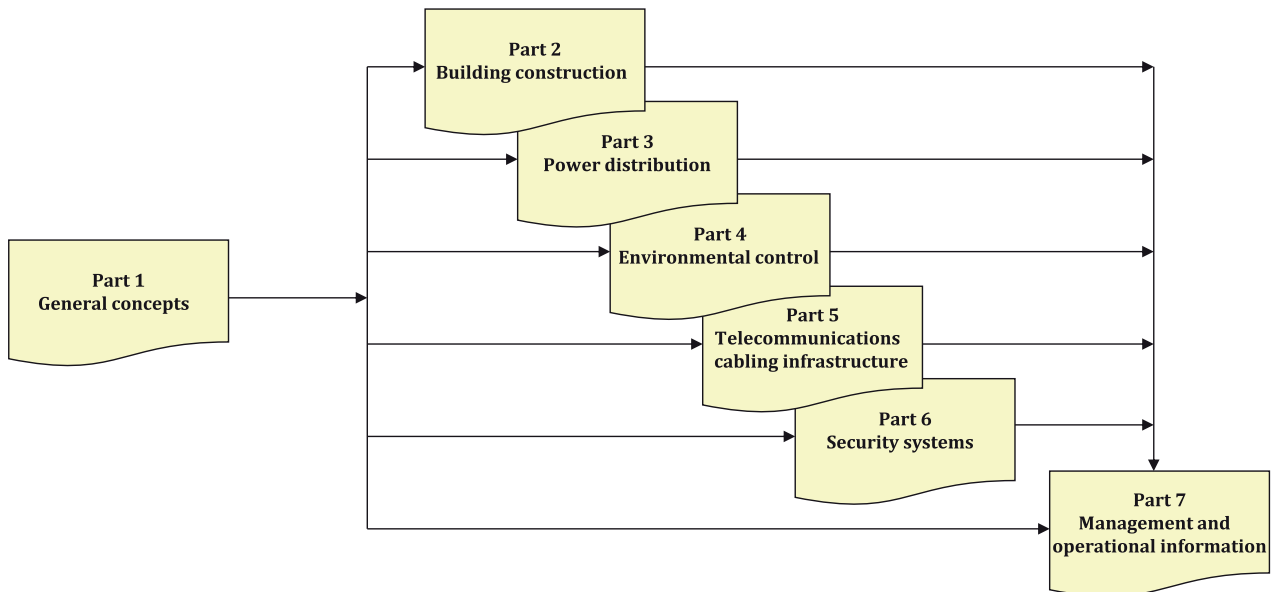 Part 2
Building construction
Part 3
Power distribution
Part 4
Environmental control
Part 1
General concepts
Part 5
Telecommunications
cabling infrastructure
Part 6
Security systems
Part 7
Management and
operational information